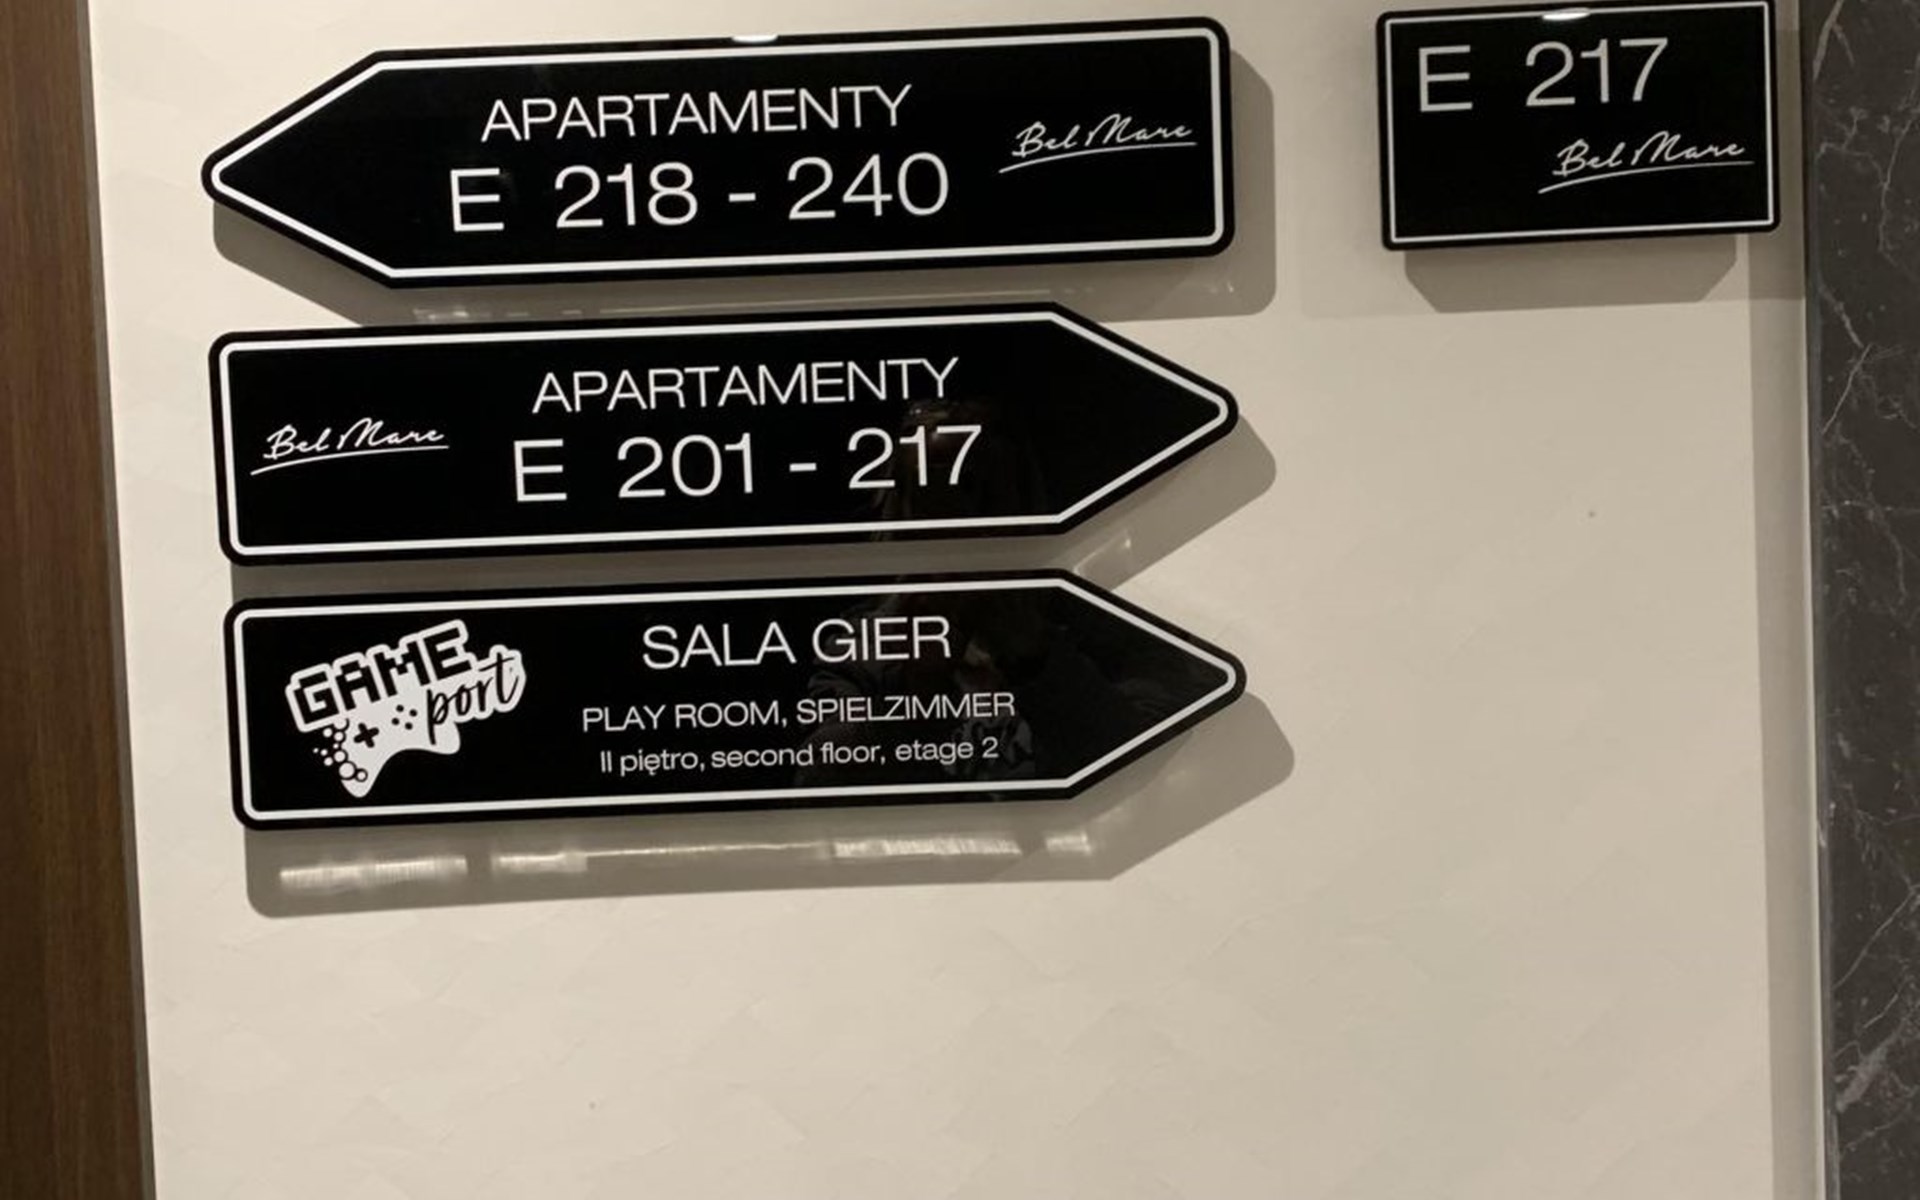 APARTAMENTY
E 218 - 240
Bel Mare
E 217
Bel Mare
APARTAMENTY
E 201 - 217
Bel Mare
GAME
port
SALA GIER
PLAY ROOM, SPIELZIMMER
II piętro, second floor, etage 2